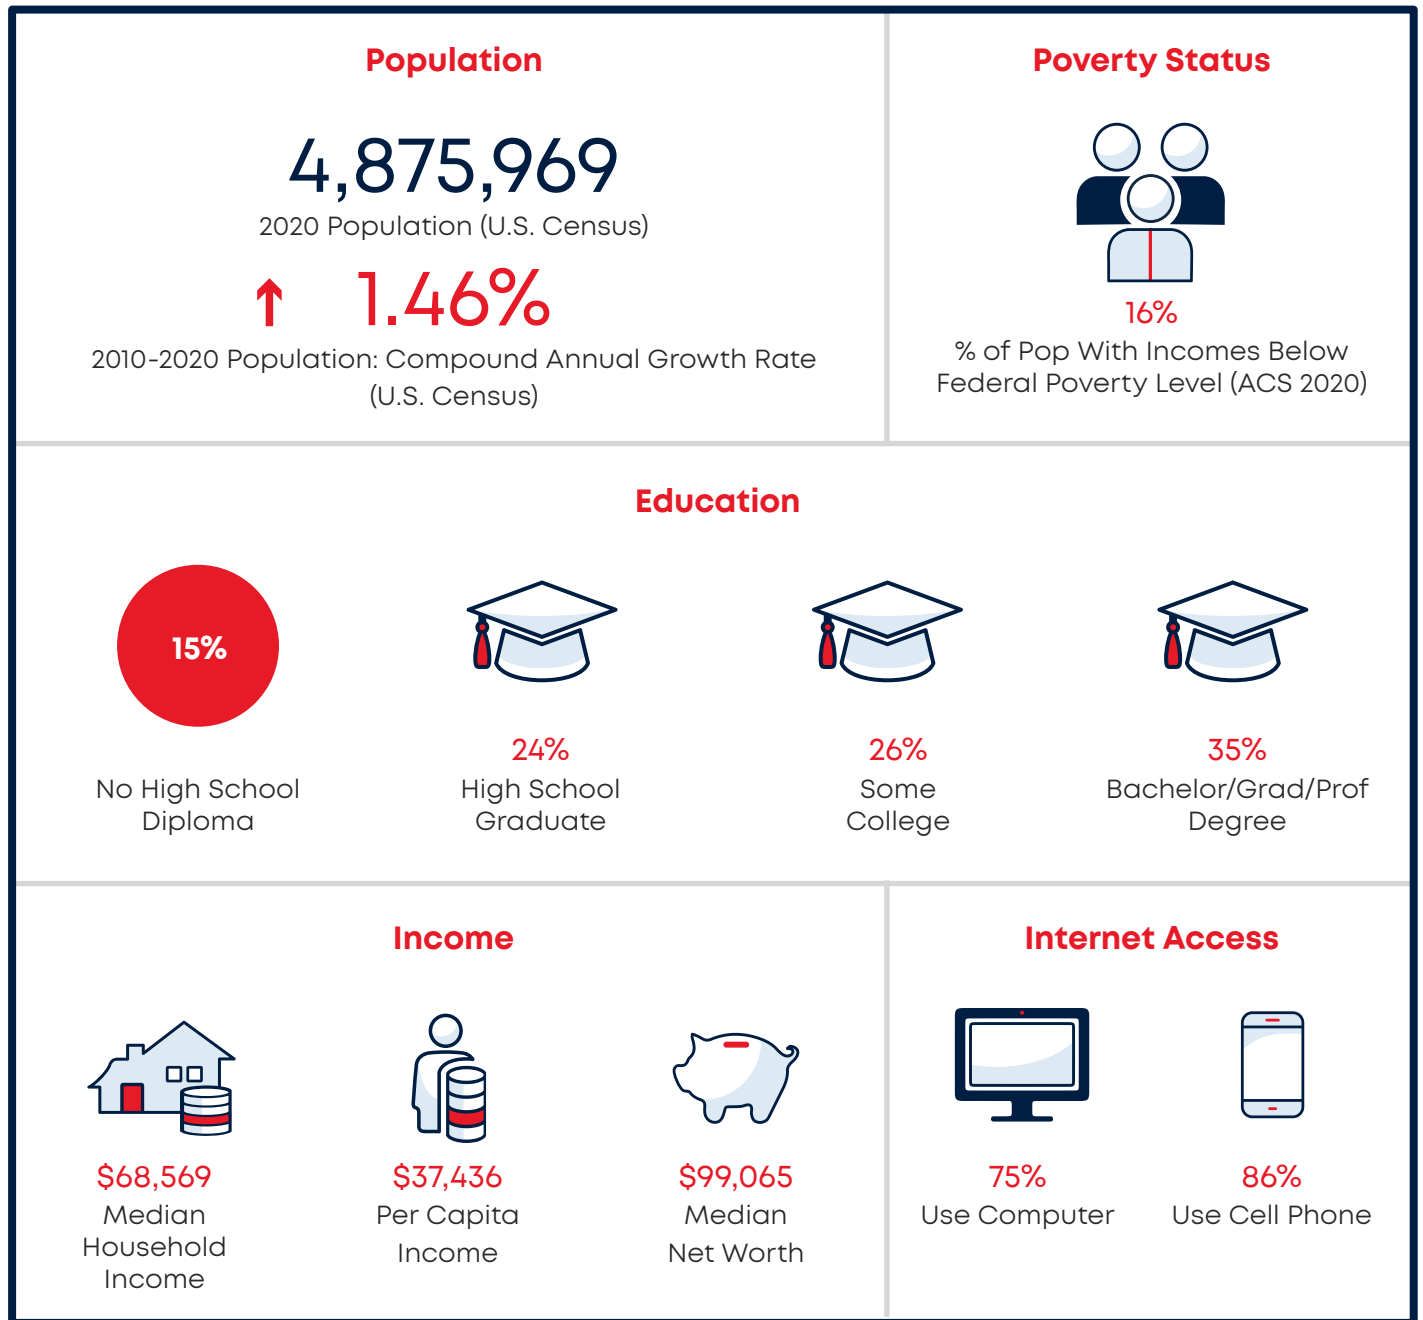 Population
4,875,969
2020 Population (U.S. Census)
↑ 1.46%
2010-2020 Population: Compound Annual Growth Rate
(U.S. Census)
Poverty Status
16%
% of Pop With Incomes Below
Federal Poverty Level (ACS 2020)
Education
15%
No High School
Diploma
24%
High School
Graduate
26%
Some
College
35%
Bachelor/Grad/Prof
Degree
Income
$68,569
Median
Household
Income
$37,436
Per Capita
Income
$99,065
Median
Net Worth
Internet Access
75%
Use Computer
86%
Use Cell Phone